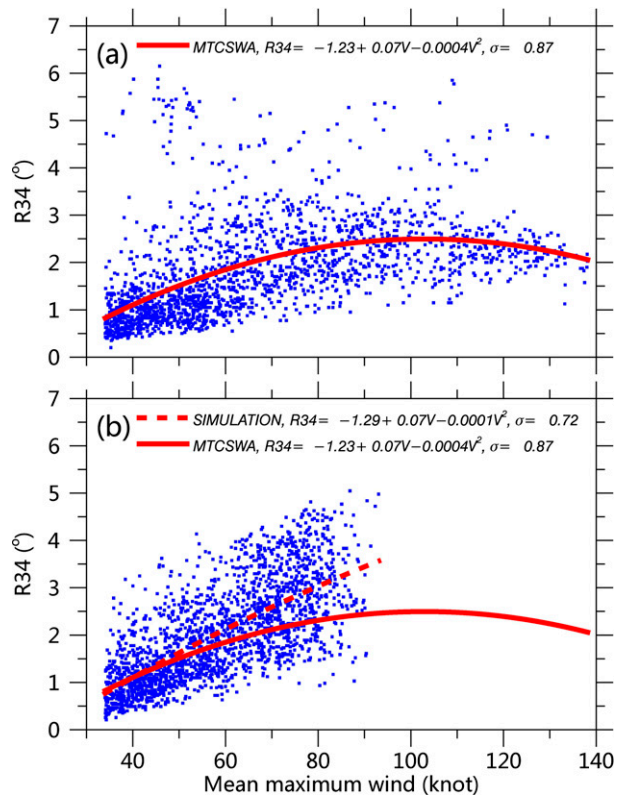 7
(a)
MTCSWA, R34= −1.23+ 0.07V−0.0004V², σ= 0.87
6
5
4
R34 (°)
3
2
1
0
7
(b)
SIMULATION, R34= −1.29+ 0.07V−0.0001V², σ= 0.72
MTCSWA, R34= −1.23+ 0.07V−0.0004V², σ= 0.87
6
5
4
R34 (°)
3
2
1
0
40 60 80 100 120 140
Mean maximum wind (knot)